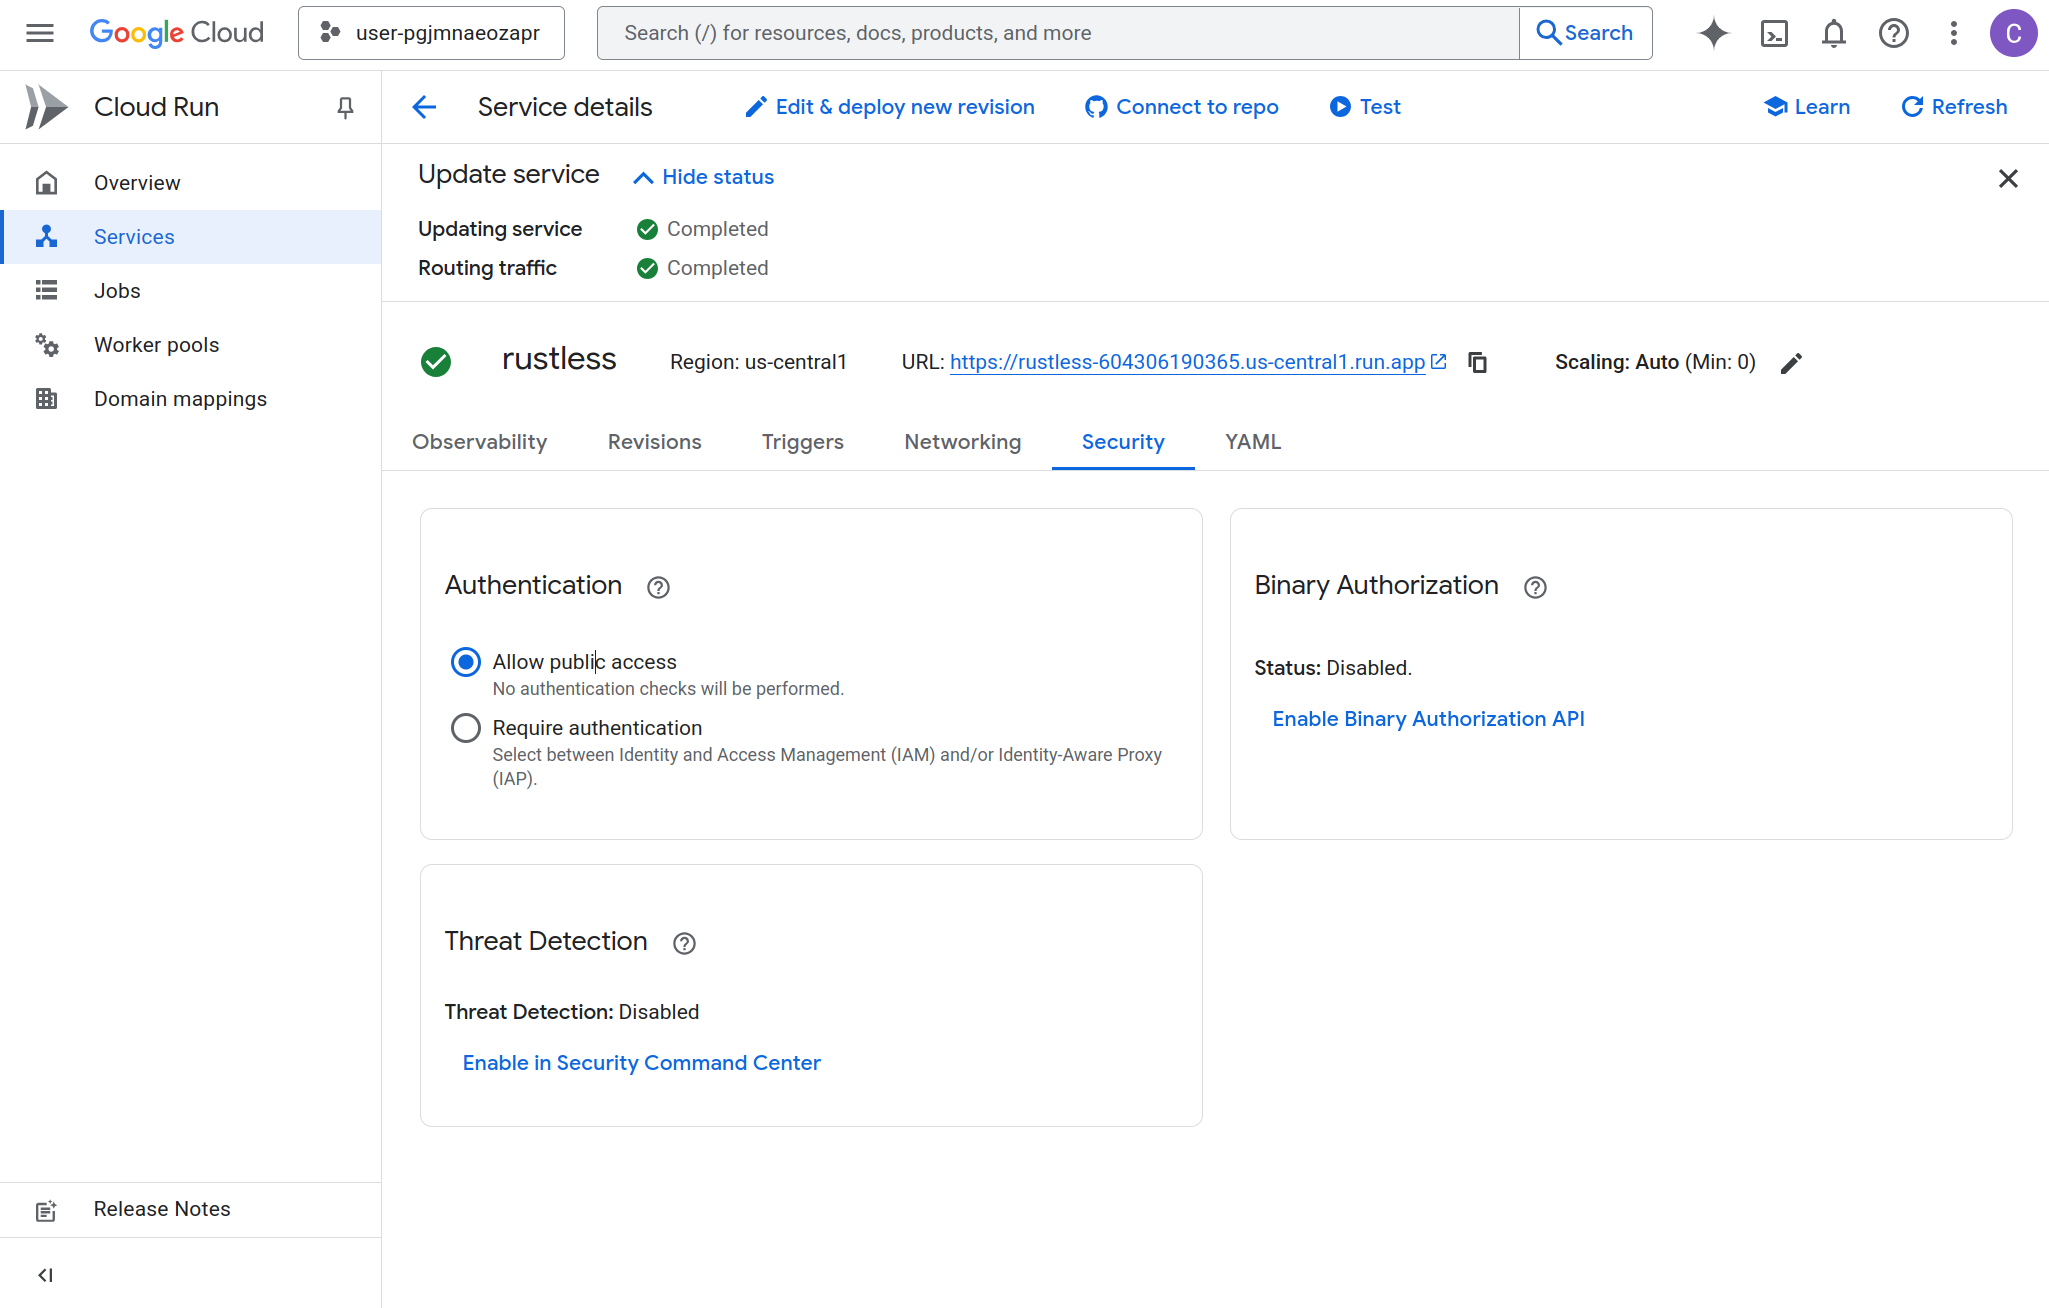 Google Cloud
user-pgjmnaeozapr
Search (/) for resources, docs, products, and more
Search
C
Cloud Run
Service details
Edit & deploy new revision
Connect to repo
Test
Learn
Refresh
Overview
Services
Jobs
Worker pools
Domain mappings
Release Notes
Update service
Hide status
Updating service
Completed
Routing traffic
Completed
rustless
Region: us-central1
URL: https://rustless-604306190365.us-central1.run.app
Scaling: Auto (Min: 0)
Observability
Revisions
Triggers
Networking
Security
YAML
Authentication
Allow public access
No authentication checks will be performed.
Require authentication
Select between Identity and Access Management (IAM) and/or Identity-Aware Proxy
(IAP).
Binary Authorization
Status: Disabled.
Enable Binary Authorization API
Threat Detection
Threat Detection: Disabled
Enable in Security Command Center